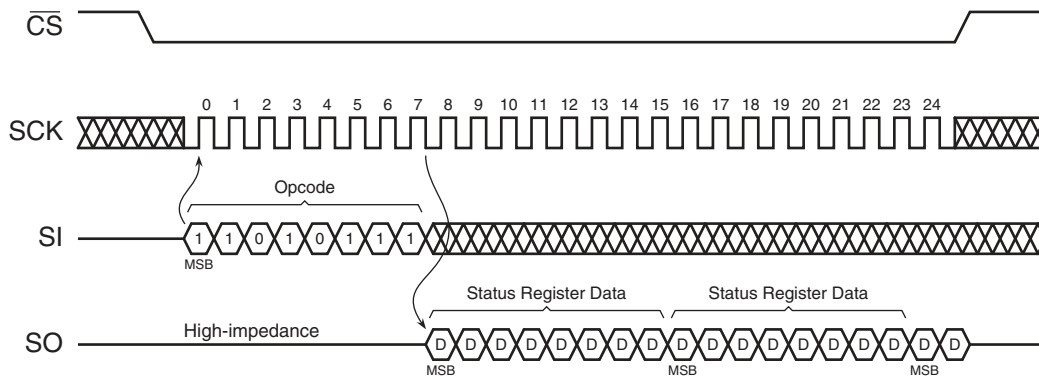 CS
SCK 0 1 2 3 4 5 6 7 8 9 10 11 12 13 14 15 16 17 18 19 20 21 22 23 24
Opcode
SI 1 1 0 1 0 1 1 1
MSB
Status Register Data Status Register Data
SO High-impedance D D D D D D D D D D D D D D D D D D
MSB MSB MSB